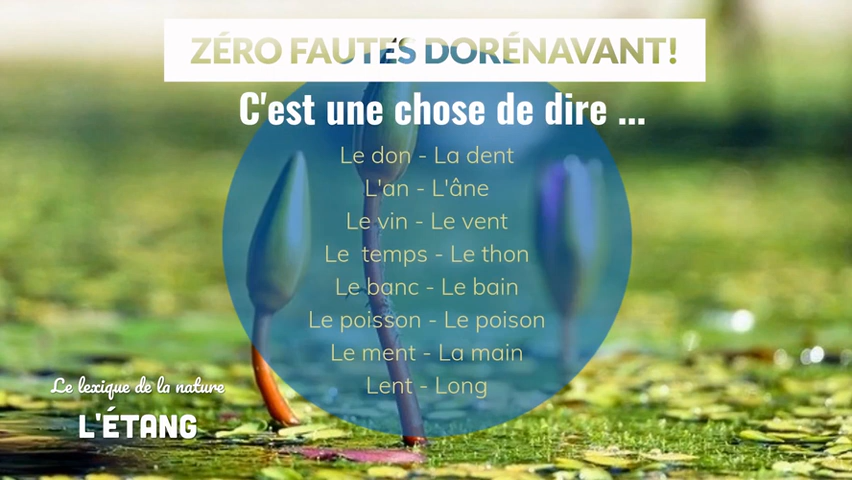 ZÉRO FAUTES DORÉNAVANT!
C'est une chose de dire ...
Le don - La dent
L'an - L'âne
Le vin - Le vent
Le temps - Le thon
Le banc - Le bain
Le poisson - Le poison
Le ment - La main
Lent - Long
Le lexique de la nature
L'ÉTANG